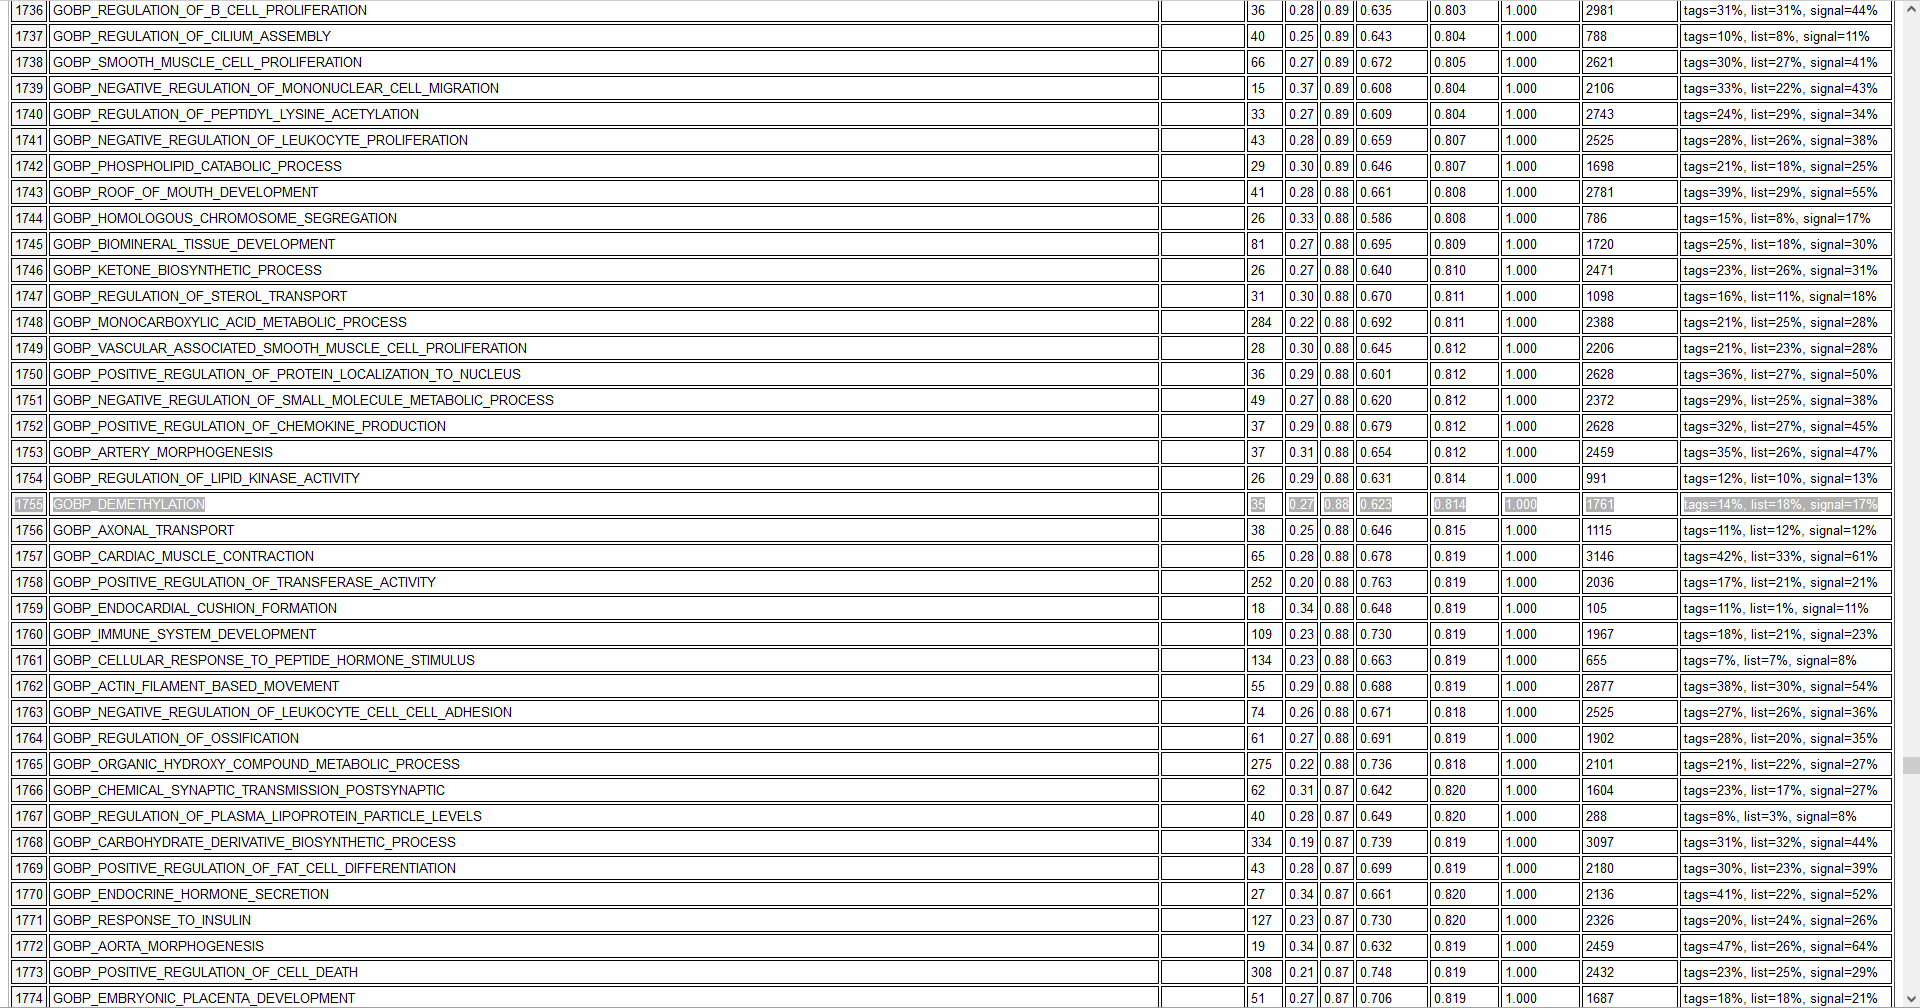 1736 GOBP_REGULATION_OF_B_CELL_PROLIFERATION 36 0.28 0.89 0.635 0.803 1.000 2981 tags=31%, list=31%, signal=44%
1737 GOBP_REGULATION_OF_CILIUM_ASSEMBLY 40 0.25 0.89 0.643 0.804 1.000 788 tags=10%, list=8%, signal=11%
1738 GOBP_SMOOTH_MUSCLE_CELL_PROLIFERATION 66 0.27 0.89 0.672 0.805 1.000 2621 tags=30%, list=27%, signal=41%
1739 GOBP_NEGATIVE_REGULATION_OF_MONONUCLEAR_CELL_MIGRATION 15 0.37 0.89 0.608 0.804 1.000 2106 tags=33%, list=22%, signal=43%
1740 GOBP_REGULATION_OF_PEPTIDYL_LYSINE_ACETYLATION 33 0.27 0.89 0.609 0.804 1.000 2743 tags=24%, list=29%, signal=34%
1741 GOBP_NEGATIVE_REGULATION_OF_LEUKOCYTE_PROLIFERATION 43 0.28 0.89 0.659 0.807 1.000 2525 tags=28%, list=26%, signal=38%
1742 GOBP_PHOSPHOLIPID_CATABOLIC_PROCESS 29 0.30 0.89 0.646 0.807 1.000 1698 tags=21%, list=18%, signal=25%
1743 GOBP_ROOF_OF_MOUTH_DEVELOPMENT 41 0.28 0.88 0.661 0.808 1.000 2781 tags=39%, list=29%, signal=55%
1744 GOBP_HOMOLOGOUS_CHROMOSOME_SEGREGATION 26 0.33 0.88 0.586 0.808 1.000 786 tags=15%, list=8%, signal=17%
1745 GOBP_BIOMINERAL_TISSUE_DEVELOPMENT 81 0.27 0.88 0.695 0.809 1.000 1720 tags=25%, list=18%, signal=30%
1746 GOBP_KETONE_BIOSYNTHETIC_PROCESS 26 0.27 0.88 0.640 0.810 1.000 2471 tags=23%, list=26%, signal=31%
1747 GOBP_REGULATION_OF_STEROL_TRANSPORT 31 0.30 0.88 0.670 0.811 1.000 1098 tags=16%, list=11%, signal=18%
1748 GOBP_MONOCARBOXYLIC_ACID_METABOLIC_PROCESS 284 0.22 0.88 0.692 0.811 1.000 2388 tags=21%, list=25%, signal=28%
1749 GOBP_VASCULAR_ASSOCIATED_SMOOTH_MUSCLE_CELL_PROLIFERATION 28 0.30 0.88 0.645 0.812 1.000 2206 tags=21%, list=23%, signal=28%
1750 GOBP_POSITIVE_REGULATION_OF_PROTEIN_LOCALIZATION_TO_NUCLEUS 36 0.29 0.88 0.601 0.812 1.000 2628 tags=36%, list=27%, signal=50%
1751 GOBP_NEGATIVE_REGULATION_OF_SMALL_MOLECULE_METABOLIC_PROCESS 49 0.27 0.88 0.620 0.812 1.000 2372 tags=29%, list=25%, signal=38%
1752 GOBP_POSITIVE_REGULATION_OF_CHEMOKINE_PRODUCTION 37 0.29 0.88 0.679 0.812 1.000 2628 tags=32%, list=27%, signal=45%
1753 GOBP_ARTERY_MORPHOGENESIS 37 0.31 0.88 0.654 0.812 1.000 2459 tags=35%, list=26%, signal=47%
1754 GOBP_REGULATION_OF_LIPID_KINASE_ACTIVITY 26 0.29 0.88 0.631 0.814 1.000 991 tags=12%, list=10%, signal=13%
1755 GOBP_DEMETHYLATION 35 0.27 0.88 0.623 0.814 1.000 1761 tags=14%, list=18%, signal=17%
1756 GOBP_AXONAL_TRANSPORT 38 0.25 0.88 0.646 0.815 1.000 1115 tags=11%, list=12%, signal=12%
1757 GOBP_CARDIAC_MUSCLE_CONTRACTION 65 0.28 0.88 0.678 0.819 1.000 3146 tags=42%, list=33%, signal=61%
1758 GOBP_POSITIVE_REGULATION_OF_TRANSFERASE_ACTIVITY 252 0.20 0.88 0.763 0.819 1.000 2036 tags=17%, list=21%, signal=21%
1759 GOBP_ENDOCARDIAL_CUSHION_FORMATION 18 0.34 0.88 0.648 0.819 1.000 105 tags=11%, list=1%, signal=11%
1760 GOBP_IMMUNE_SYSTEM_DEVELOPMENT 109 0.23 0.88 0.730 0.819 1.000 1967 tags=18%, list=21%, signal=23%
1761 GOBP_CELLULAR_RESPONSE_TO_PEPTIDE_HORMONE_STIMULUS 134 0.23 0.88 0.663 0.819 1.000 655 tags=7%, list=7%, signal=8%
1762 GOBP_ACTIN_FILAMENT_BASED_MOVEMENT 55 0.29 0.88 0.688 0.819 1.000 2877 tags=38%, list=30%, signal=54%
1763 GOBP_NEGATIVE_REGULATION_OF_LEUKOCYTE_CELL_CELL_ADHESION 74 0.26 0.88 0.671 0.818 1.000 2525 tags=27%, list=26%, signal=36%
1764 GOBP_REGULATION_OF_OSSIFICATION 61 0.27 0.88 0.691 0.819 1.000 1902 tags=28%, list=20%, signal=35%
1765 GOBP_ORGANIC_HYDROXY_COMPOUND_METABOLIC_PROCESS 275 0.22 0.88 0.736 0.818 1.000 2101 tags=21%, list=22%, signal=27%
1766 GOBP_CHEMICAL_SYNAPTIC_TRANSMISSION_POSTSYNAPTIC 62 0.31 0.87 0.642 0.820 1.000 1604 tags=23%, list=17%, signal=27%
1767 GOBP_REGULATION_OF_PLASMA_LIPOPROTEIN_PARTICLE_LEVELS 40 0.28 0.87 0.649 0.820 1.000 288 tags=8%, list=3%, signal=8%
1768 GOBP_CARBOHYDRATE_DERIVATIVE_BIOSYNTHETIC_PROCESS 334 0.19 0.87 0.739 0.819 1.000 3097 tags=31%, list=32%, signal=44%
1769 GOBP_POSITIVE_REGULATION_OF_FAT_CELL_DIFFERENTIATION 43 0.28 0.87 0.699 0.819 1.000 2180 tags=30%, list=23%, signal=39%
1770 GOBP_ENDOCRINE_HORMONE_SECRETION 27 0.34 0.87 0.661 0.820 1.000 2136 tags=41%, list=22%, signal=52%
1771 GOBP_RESPONSE_TO_INSULIN 127 0.23 0.87 0.730 0.820 1.000 2326 tags=20%, list=24%, signal=26%
1772 GOBP_AORTA_MORPHOGENESIS 19 0.34 0.87 0.632 0.819 1.000 2459 tags=47%, list=26%, signal=64%
1773 GOBP_POSITIVE_REGULATION_OF_CELL_DEATH 308 0.21 0.87 0.748 0.819 1.000 2432 tags=23%, list=25%, signal=29%
1774 GOBP_EMBRYONIC_PLACENTA_DEVELOPMENT 51 0.27 0.87 0.706 0.819 1.000 1687 tags=18%, list=18%, signal=21%